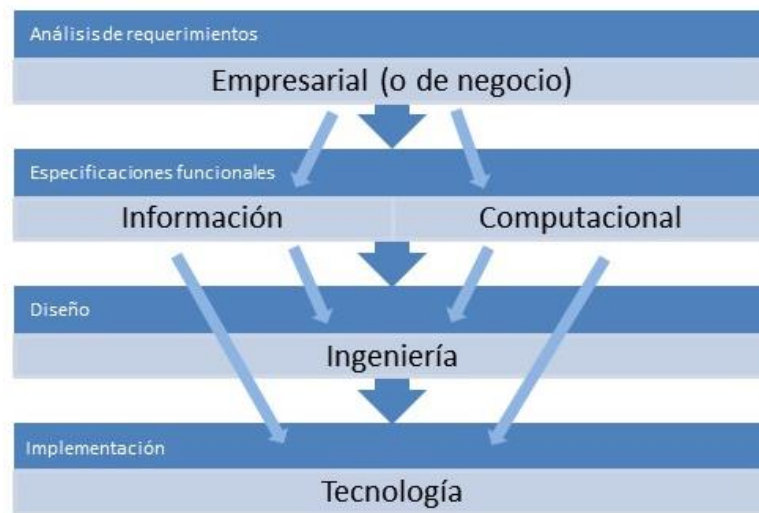 Análisis de requerimientos
Empresarial (o de negocio)
Especificaciones funcionales
Información
Computacional
Diseño
Ingeniería
Implementación
Tecnología